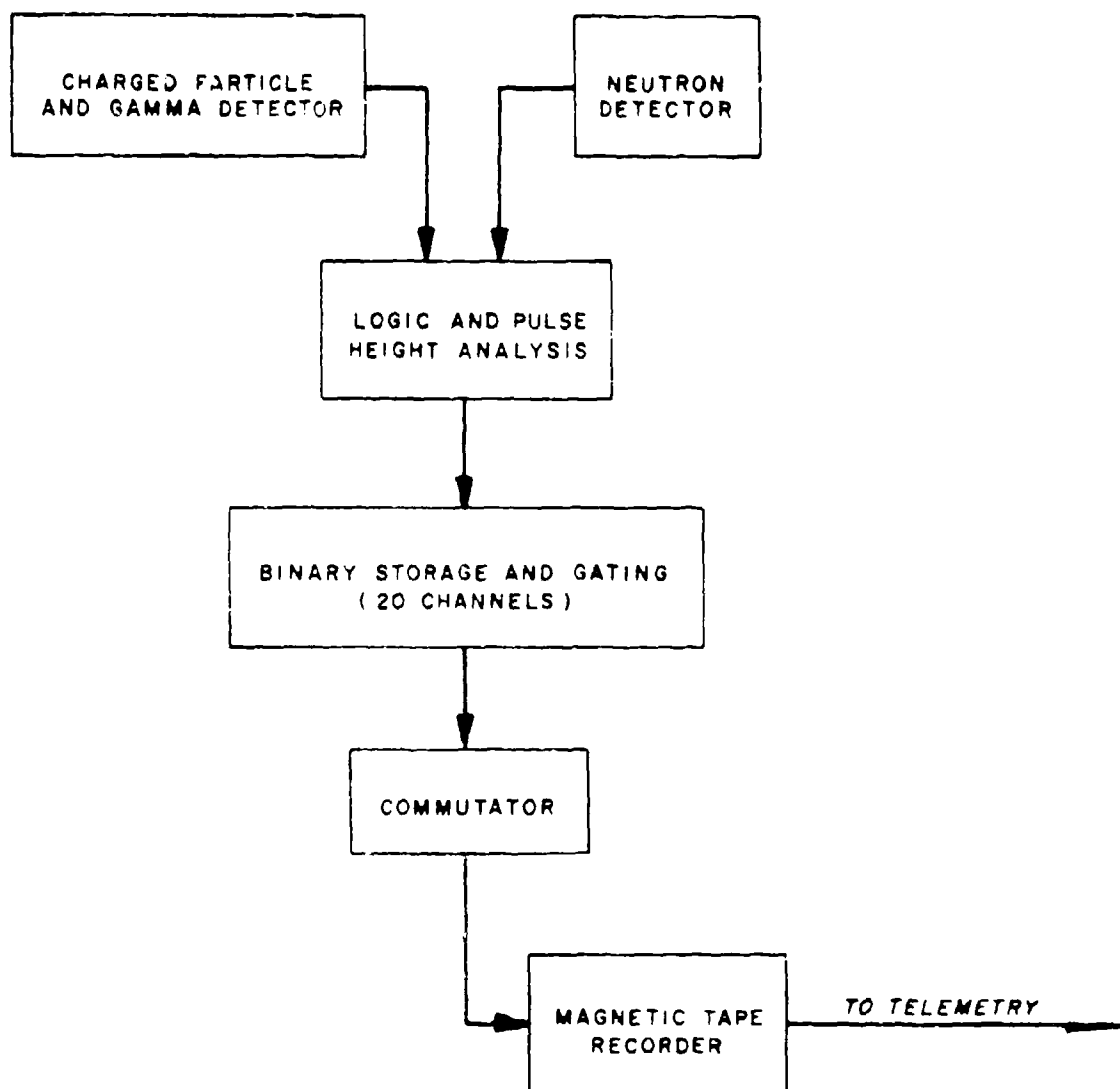 CHARGED PARTICLE
AND GAMMA DETECTOR
NEUTRON
DETECTOR
LOGIC AND PULSE
HEIGHT ANALYSIS
BINARY STORAGE AND GATING
(20 CHANNELS)
COMMUTATOR
MAGNETIC TAPE
RECORDER
TO TELEMETRY